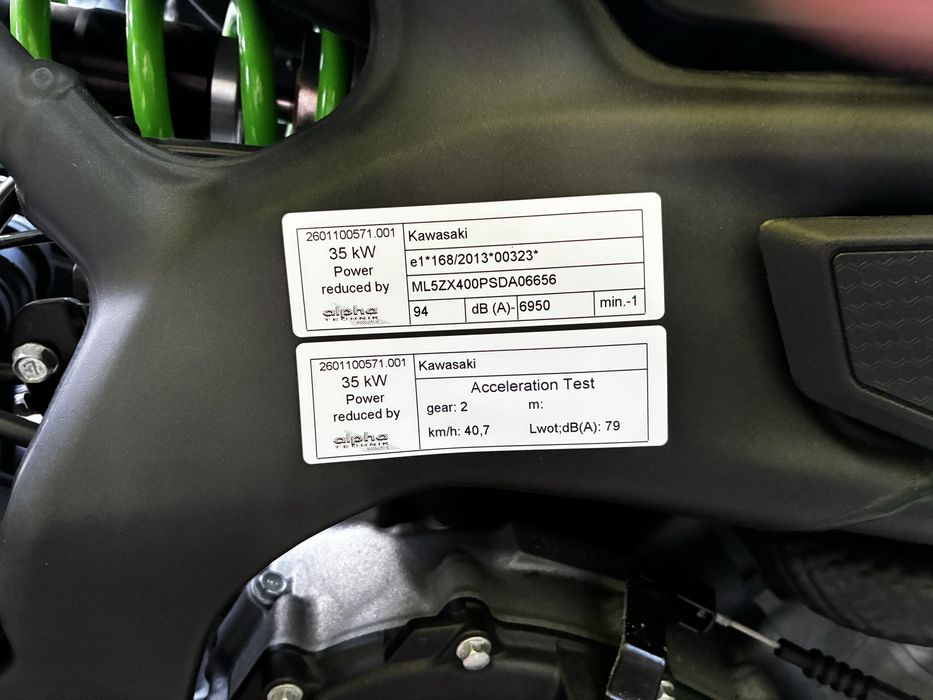 2601100571.001
35 kW
Power
reduced by
alpha
TECHNIK
Kawasaki
e1*168/2013*00323*
ML5ZX400PSDA06656
94 dB (A)- 6950 min.-1
2601100571.001
35 kW
Power
reduced by
alpha
TECHNIK
Kawasaki
Acceleration Test
gear: 2 m:
km/h: 40,7 Lwot;dB(A): 79